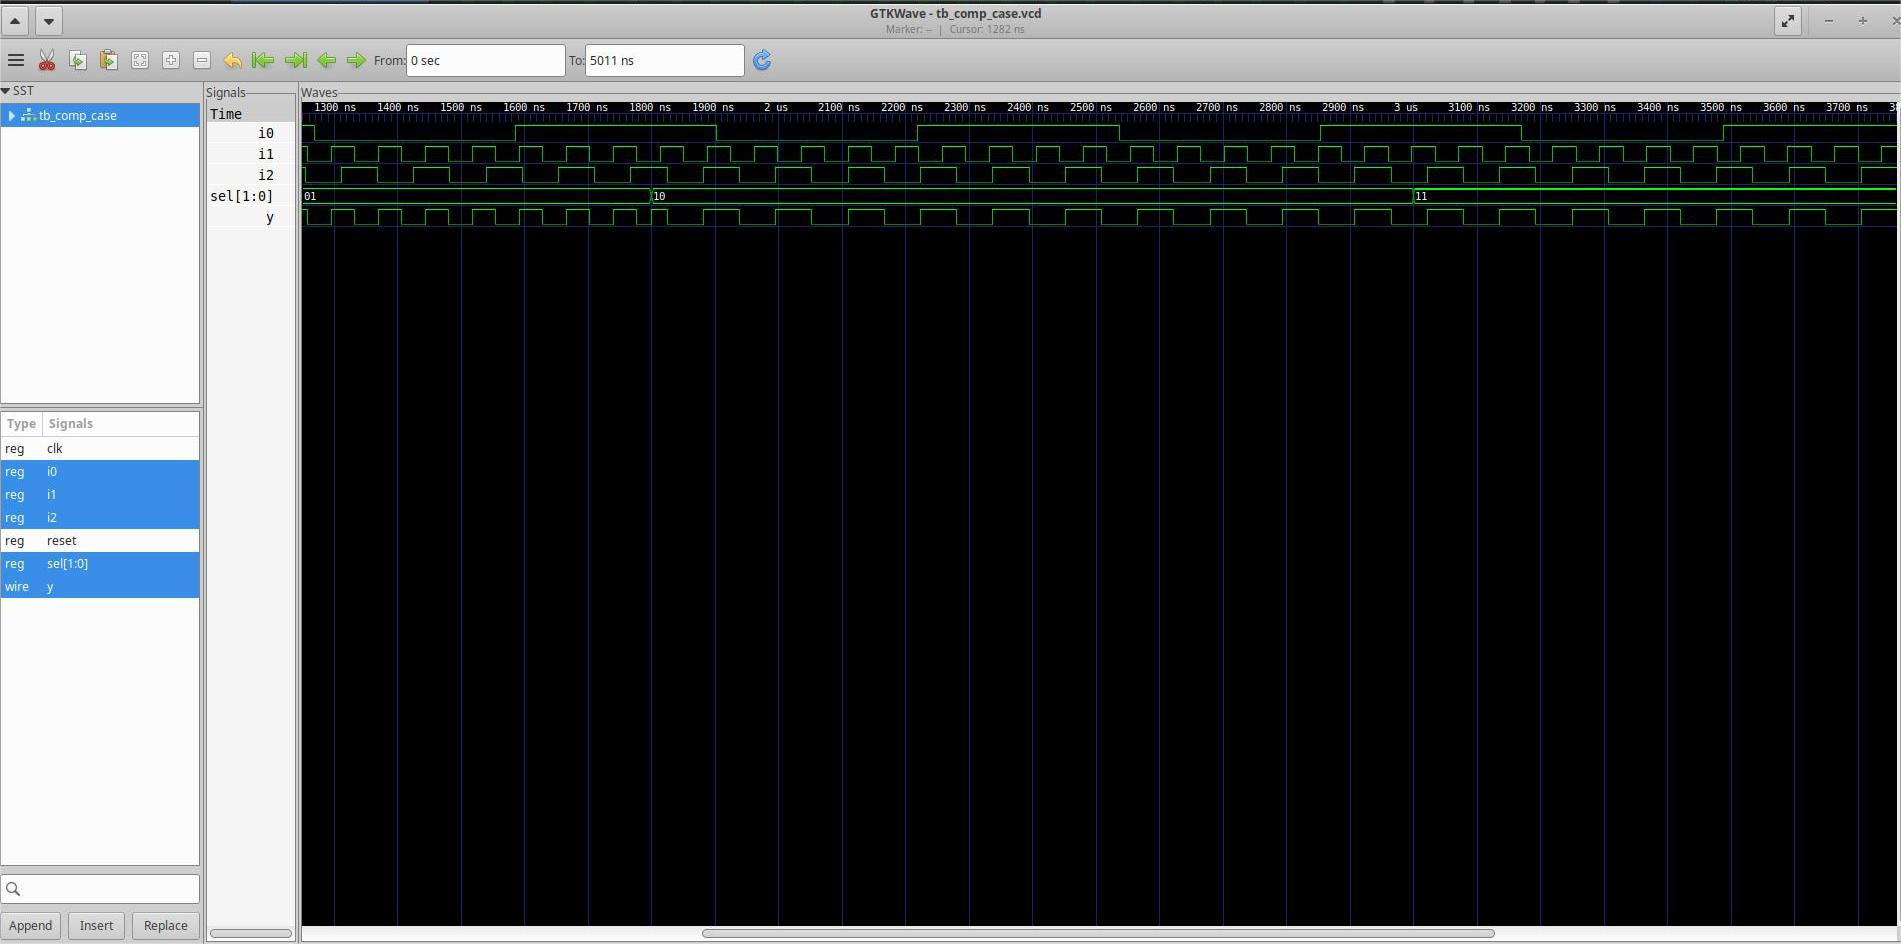 GTKWave - tb_comp_case.vcd
Marker: -- | Cursor: 1282 ns
From: 0 sec To: 5011 ns
SST
tb_comp_case
Type Signals
reg clk
reg i0
reg i1
reg i2
reg reset
reg sel[1:0]
wire y
Append Insert Replace
Signals
Time
i0
i1
i2
sel[1:0]
y
Waves
1300 ns 1400 ns 1500 ns 1600 ns 1700 ns 1800 ns 1900 ns 2 us 2100 ns 2200 ns 2300 ns 2400 ns 2500 ns 2600 ns 2700 ns 2800 ns 2900 ns 3 us 3100 ns 3200 ns 3300 ns 3400 ns 3500 ns 3600 ns 3700 ns
01 10 11